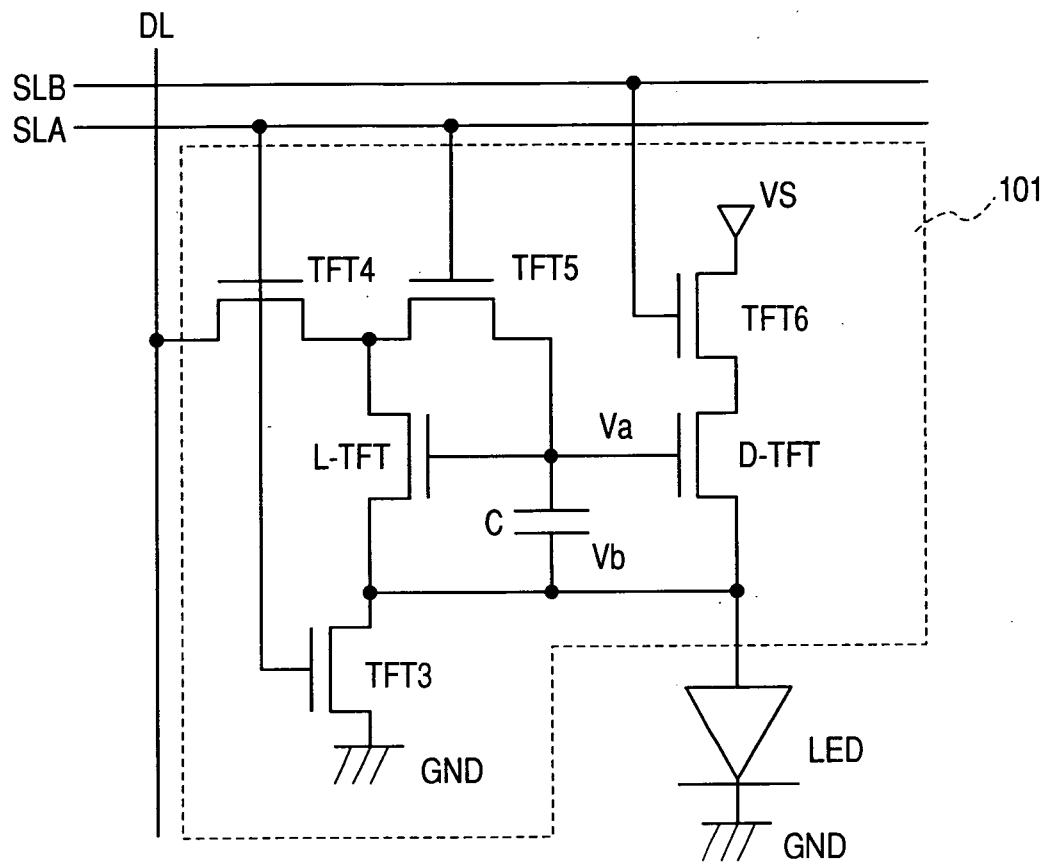 DL
SLB
SLA
101
VS
TFT4
TFT5
TFT6
Va
L-TFT
D-TFT
C
Vb
TFT3
LED
GND
GND